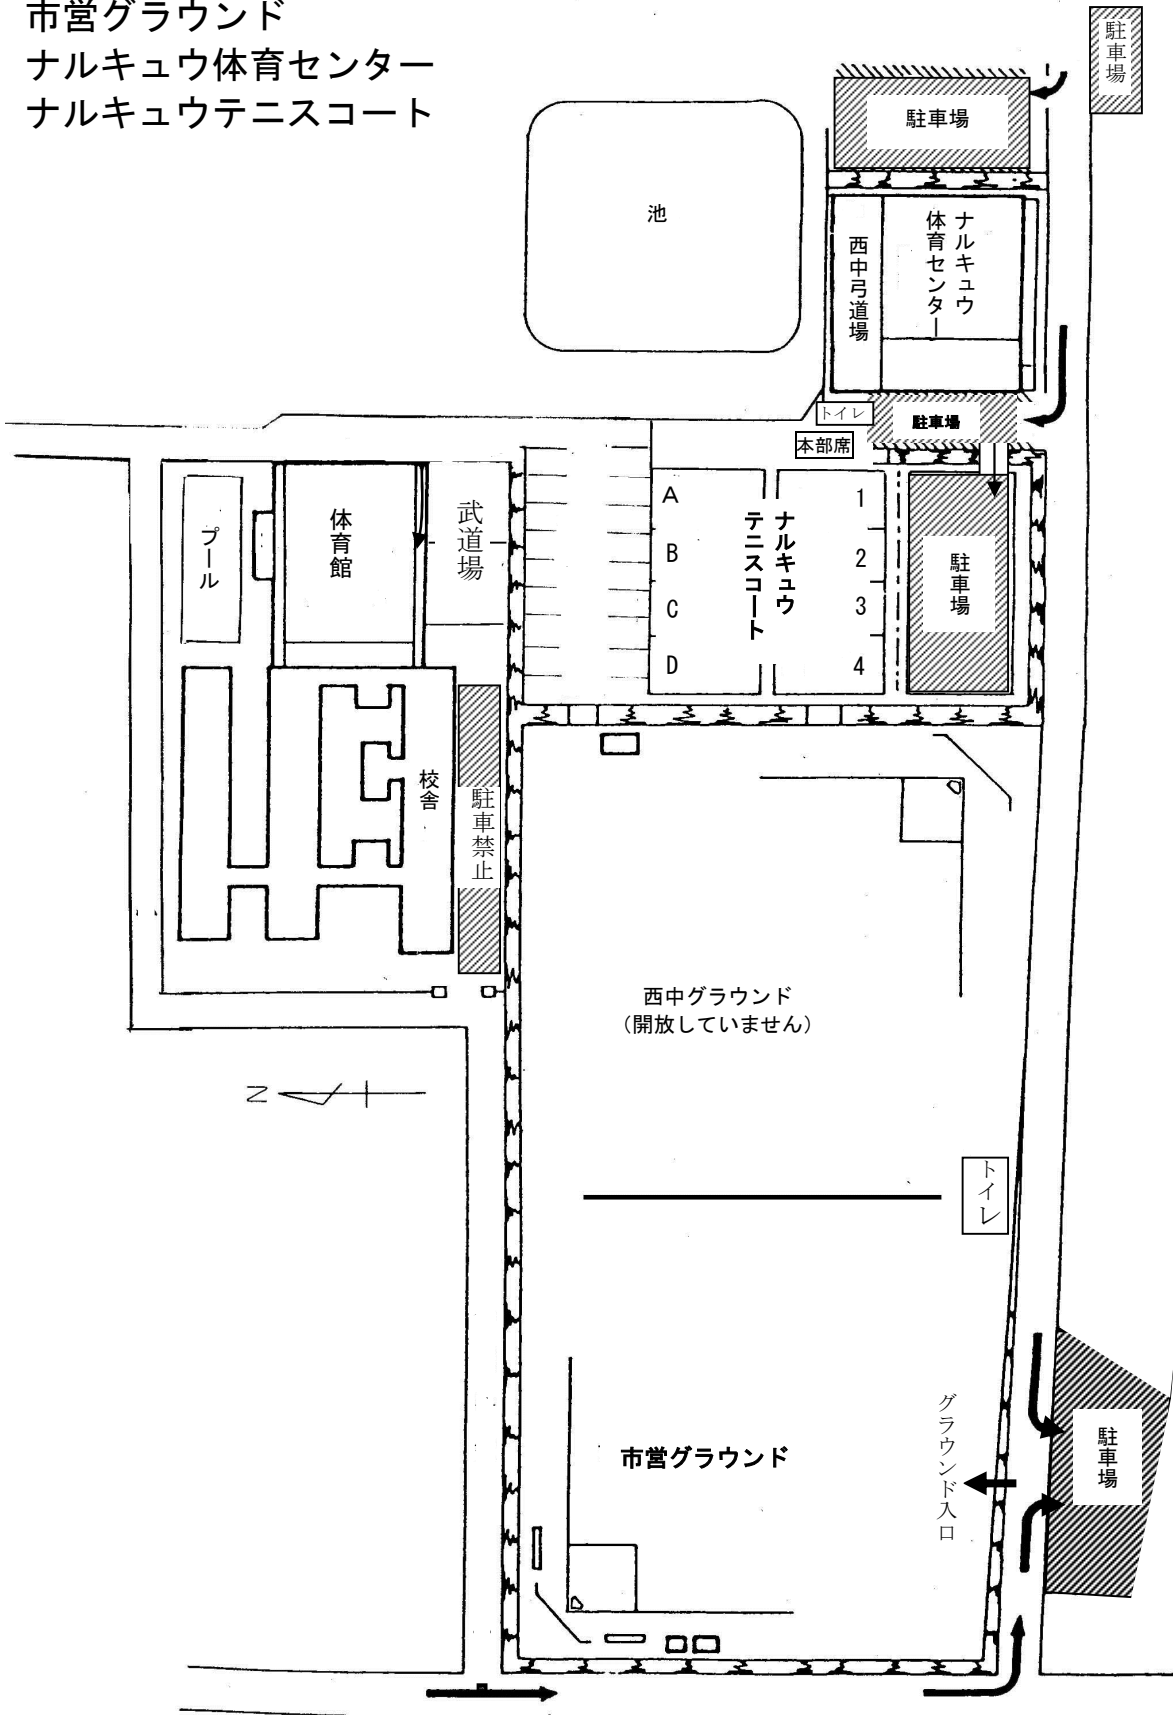 市営グラウンド
ナルキュウ体育センター
ナルキュウテニスコート
駐車場
駐車場
池
西中弓道場
ナルキュウ
体育センター
トイレ
駐車場
本部席
プール
体育館
武道場
A
B
C
D
ナルキュウ
テニスコート
1
2
3
4
駐車場
校舎
駐車禁止
西中グラウンド
(開放していません)
N
トイレ
グラウンド入口
市営グラウンド
駐車場